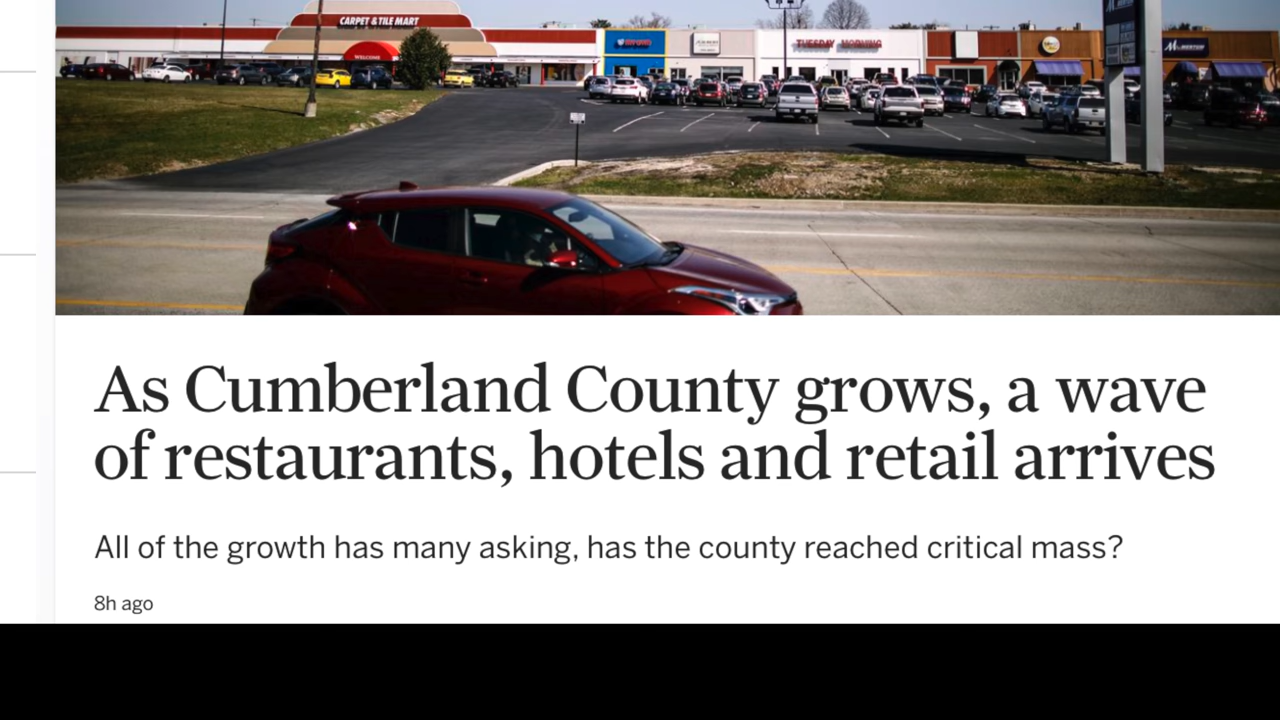 CARPET & TILE MART
WELCOME
TUESDAY MORNING
As Cumberland County grows, a wave
of restaurants, hotels and retail arrives
All of the growth has many asking, has the county reached critical mass?
8h ago